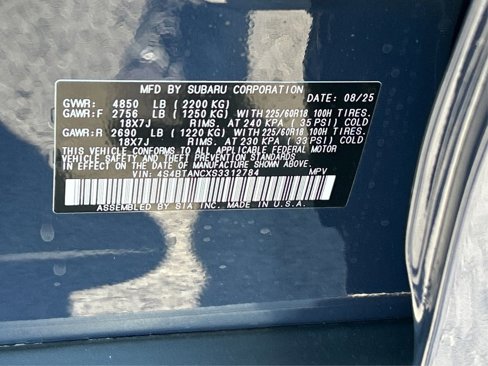 MFD BY SUBARU CORPORATION
DATE: 08/25
GVWR: 4850 LB ( 2200 KG)
GAWR:F 2756 LB ( 1250 KG) WITH 225/60R18 100H TIRES.
18X7J RIMS. AT 240 KPA ( 35 PSI) COLD
GAWR:R 2690 LB ( 1220 KG) WITH 225/60R18 100H TIRES.
18X7J RIMS. AT 230 KPA ( 33 PSI) COLD
THIS VEHICLE CONFORMS TO ALL APPLICABLE FEDERAL MOTOR
VEHICLE SAFETY AND THEFT PREVENTION STANDARDS
IN EFFECT ON THE DATE OF MANUFACTURE SHOWN ABOVE.
VIN: 4S4BTANCXS3312784 MPV
ASSEMBLED BY SIA INC. MADE IN U.S.A.